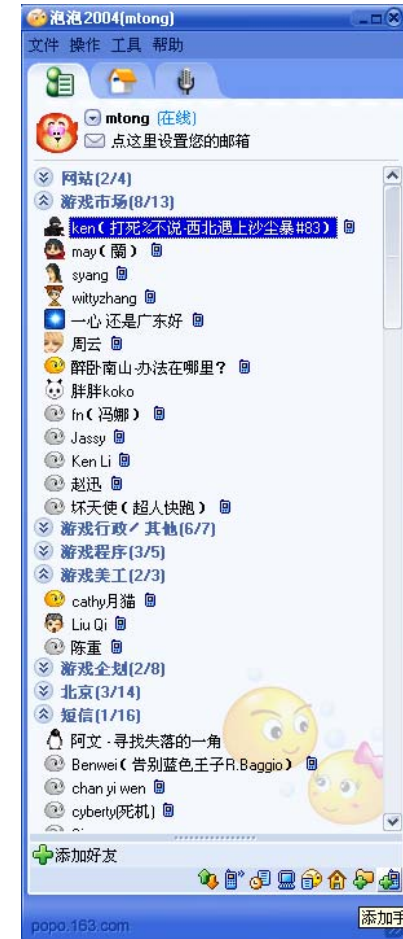 泡泡2004(mtong)
文件 操作 工具 帮助
mtong (在线)
点这里设置您的邮箱
网站(2/4)
游戏市场(8/13)
ken(打死%不说-西北遇上沙尘暴#83)
may(蘭)
syang
wittyzhang
一心 还是广东好
周云
醉卧南山-办法在哪里?
胖胖koko
fn(冯娜)
Jassy
Ken Li
赵迅
坏天使(超人快跑)
游戏行政/其他(6/7)
游戏程序(3/5)
游戏美工(2/3)
cathy月猫
Liu Qi
陈重
游戏企划(2/8)
北京(3/14)
短信(1/16)
阿文 - 寻找失落的一角
Benwei(告别蓝色王子R.Baggio)
chan yi wen
cyberty[死机]
添加好友
popo.163.com
添加手